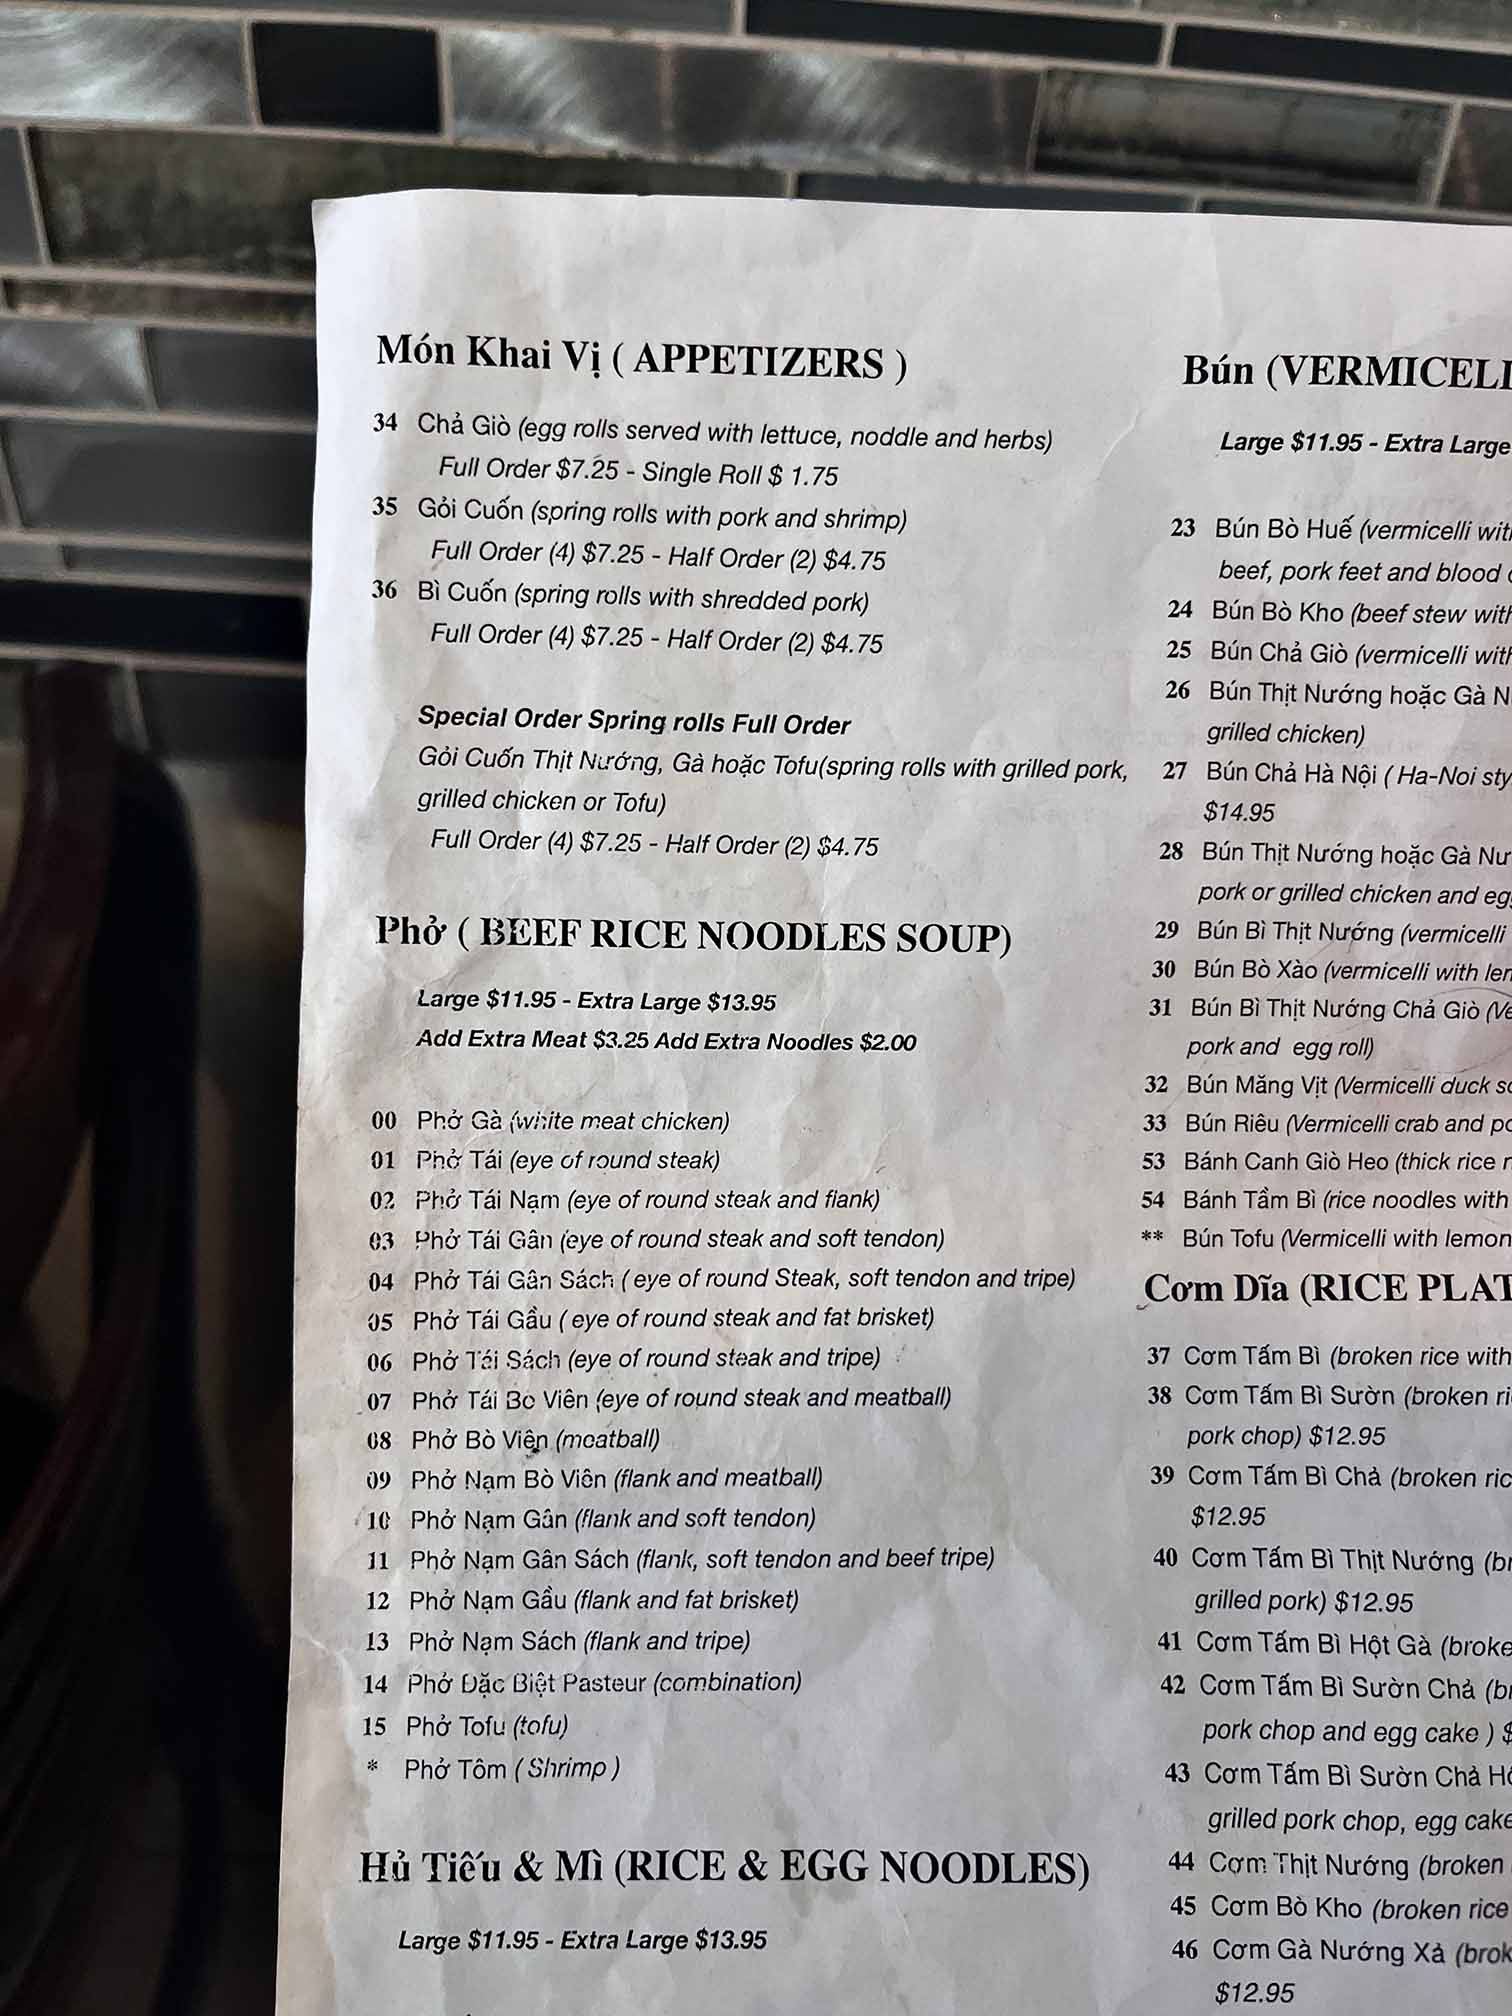 Món Khai Vị ( APPETIZERS )
34 Chả Giò (egg rolls served with lettuce, noddle and herbs)
Full Order $7.25 - Single Roll $ 1.75
35 Gỏi Cuốn (spring rolls with pork and shrimp)
Full Order (4) $7.25 - Half Order (2) $4.75
36 Bì Cuốn (spring rolls with shredded pork)
Full Order (4) $7.25 - Half Order (2) $4.75
Special Order Spring rolls Full Order
Gỏi Cuốn Thịt Nướng, Gà hoặc Tofu(spring rolls with grilled pork,
grilled chicken or Tofu)
Full Order (4) $7.25 - Half Order (2) $4.75
Phở ( BEEF RICE NOODLES SOUP)
Large $11.95 - Extra Large $13.95
Add Extra Meat $3.25 Add Extra Noodles $2.00
00 Phở Gà (white meat chicken)
01 Phở Tái (eye of round steak)
02 Phở Tái Nạm (eye of round steak and flank)
03 Phở Tái Gân (eye of round steak and soft tendon)
04 Phở Tái Gân Sách ( eye of round Steak, soft tendon and tripe)
05 Phở Tái Gầu ( eye of round steak and fat brisket)
06 Phở Tái Sách (eye of round steak and tripe)
07 Phở Tái Bo Viên (eye of round steak and meatball)
08 Phở Bò Viên (meatball)
09 Phở Nạm Bò Viên (flank and meatball)
10 Phở Nạm Gân (flank and soft tendon)
11 Phở Nạm Gân Sách (flank, soft tendon and beef tripe)
12 Phở Nạm Gầu (flank and fat brisket)
13 Phở Nạm Sách (flank and tripe)
14 Phở Đặc Biệt Pasteur (combination)
15 Phở Tofu (tofu)
* Phở Tôm ( Shrimp )
Hủ Tiếu & Mì (RICE & EGG NOODLES)
Large $11.95 - Extra Large $13.95
Bún (VERMICELLI
Large $11.95 - Extra Large
23 Bún Bò Huế (vermicelli with
beef, pork feet and blood
24 Bún Bò Kho (beef stew with
25 Bún Chả Giò (vermicelli with
26 Bún Thịt Nướng hoặc Gà
grilled chicken)
27 Bún Chả Hà Nội ( Ha-Noi
$14.95
28 Bún Thịt Nướng hoặc Gà
pork or grilled chicken and
29 Bún Bì Thịt Nướng (vermicelli
30 Bún Bò Xào (vermicelli with
31 Bún Bì Thịt Nướng Chả Giò
pork and egg roll)
32 Bún Măng Vịt (Vermicelli duck
33 Bún Riêu (Vermicelli crab and
53 Bánh Canh Giò Heo (thick rice
54 Bánh Tầm Bì (rice noodles with
** Bún Tofu (Vermicelli with lemon
Cơm Dĩa (RICE
37 Cơm Tấm Bì (broken rice with
38 Cơm Tấm Bì Sườn (broken
pork chop) $12.95
39 Cơm Tấm Bì Chả (broken
$12.95
40 Cơm Tấm Bì Thịt Nướng
grilled pork) $12.95
41 Cơm Tấm Bì Hột Gà
42 Cơm Tấm Bì Sườn Chả
pork chop and egg cake ) $
43 Cơm Tấm Bì Sườn Chả
grilled pork chop, egg cake
44 Cơm Thịt Nướng (broken
45 Cơm Bò Kho (broken rice
46 Cơm Gà Nướng Xả
$12.95